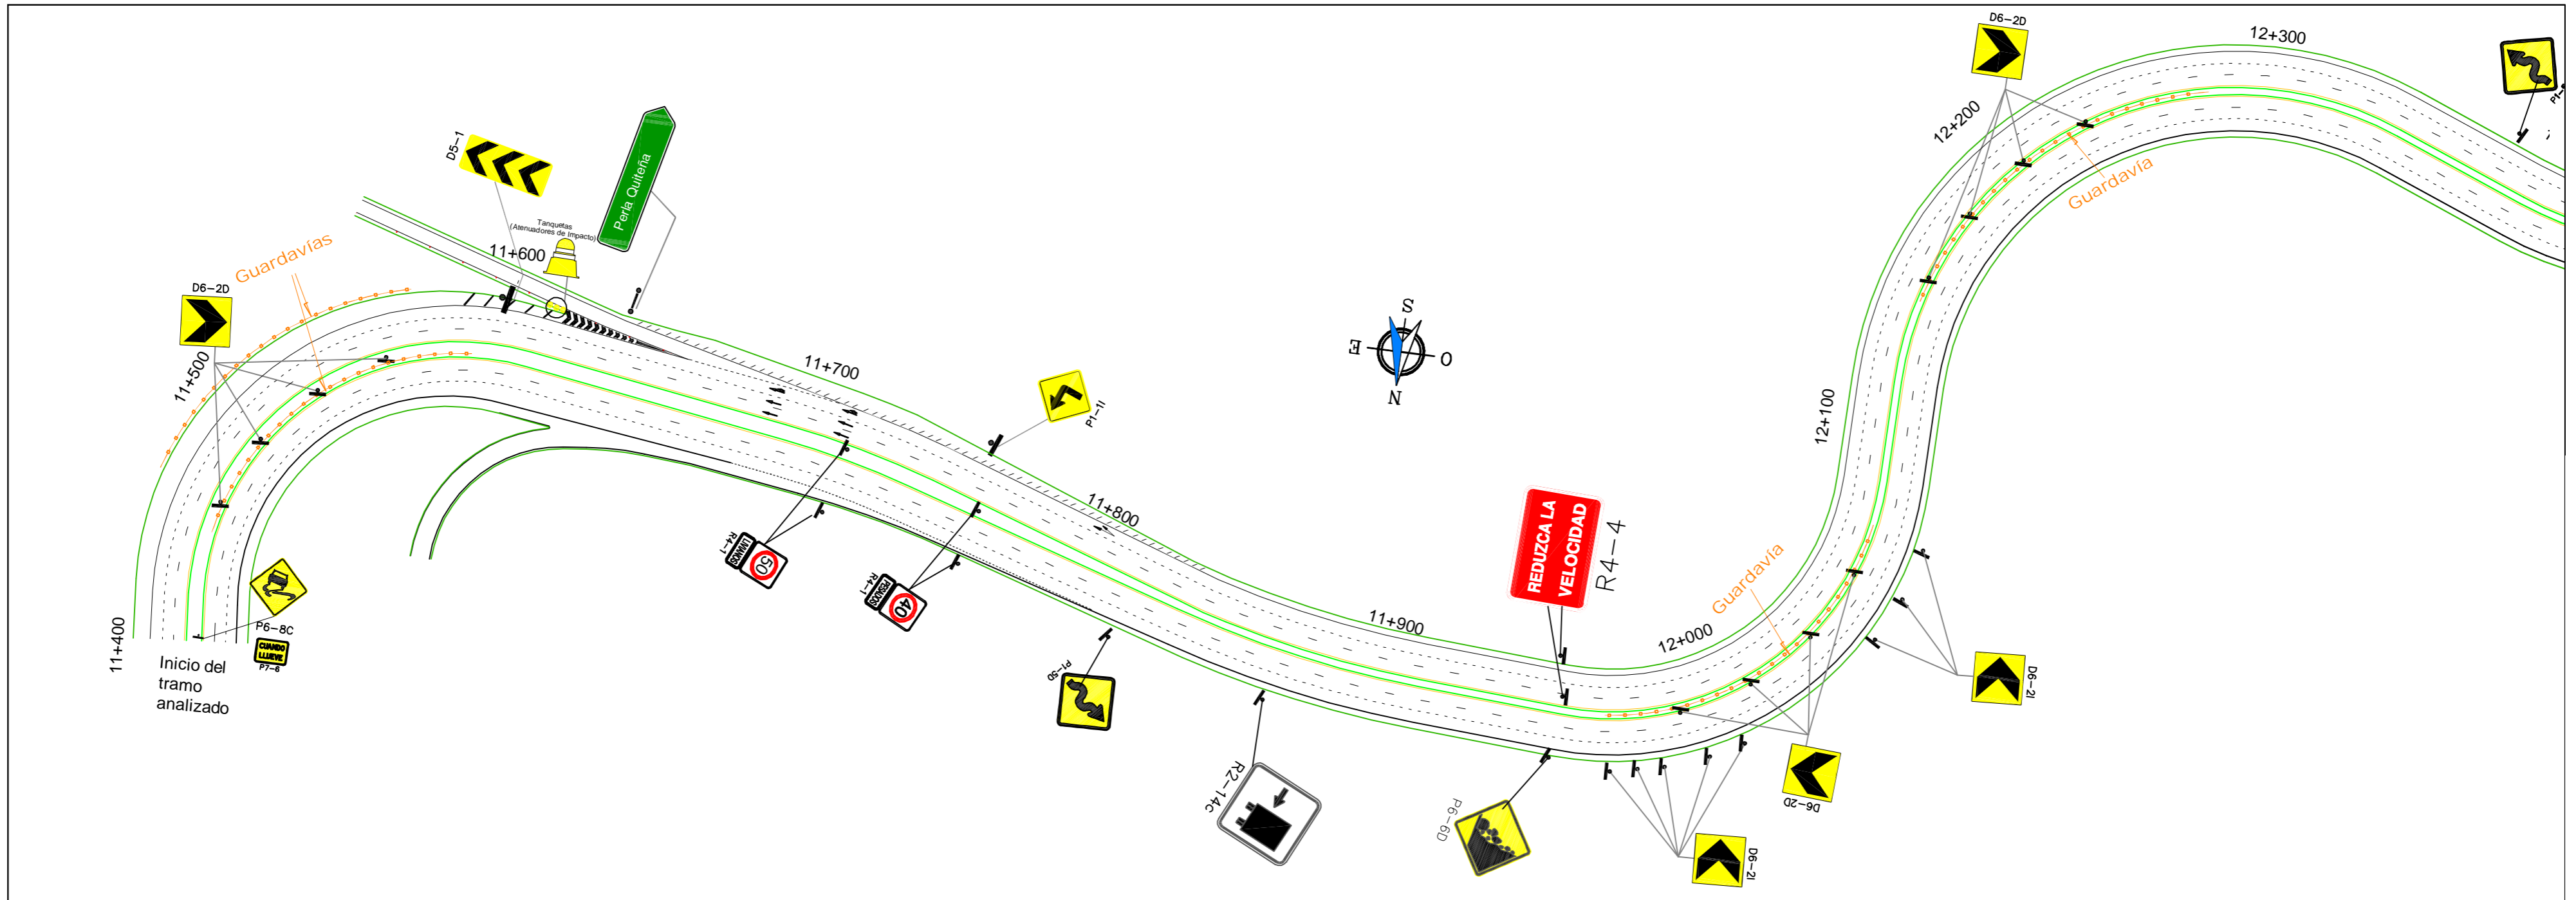 D6-2D
12+300
12+200
Guardavía
D5-1
Perla Quiteña
Tanquetas
(Atenuadores de Impacto)
11+600
Guardavías
D6-2D
11+500
11+700
S
E
O
N
P1-1I
12+100
11+800
REDUZCA LA
VELOCIDAD
R4-4
50
LIVIANOS
R4-1
40
PESADOS
R4-1
Guardavía
11+900
12+000
11+400
P6-8C
CUANDO
LLUEVE
P7-6
Inicio del
tramo
analizado
P1-5D
D6-2I
R2-14C
P6-6D
D6-2D
D6-2I